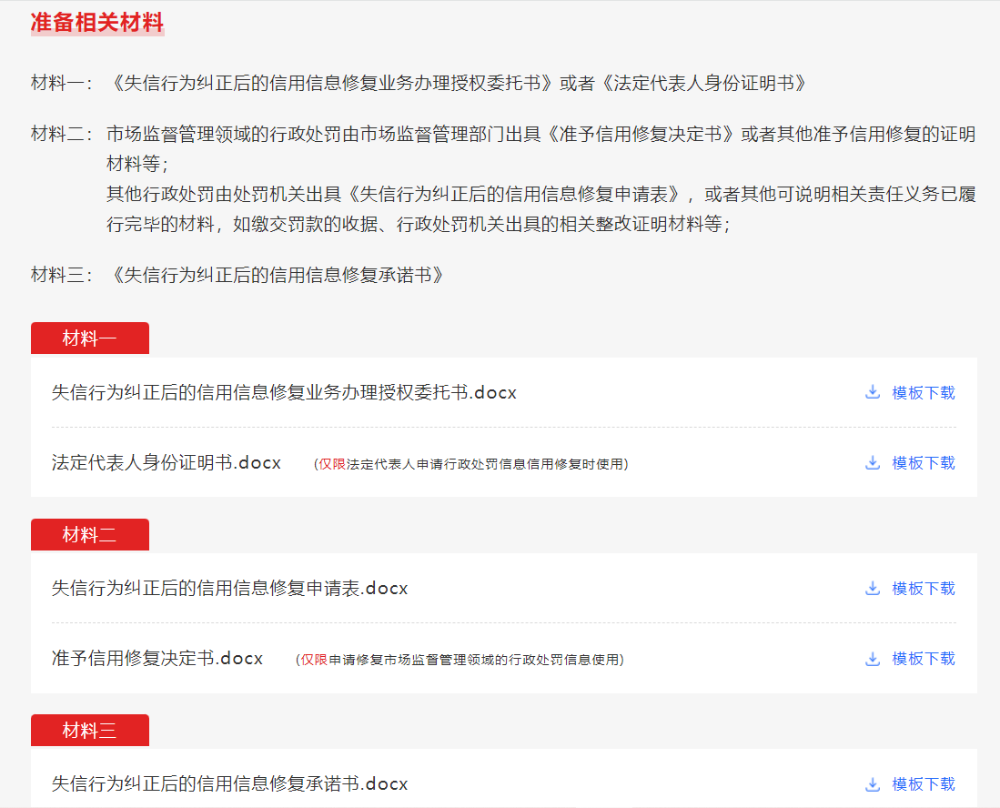 准备相关材料
材料一：《失信行为纠正后的信用信息修复业务办理授权委托书》或者《法定代表人身份证明书》
材料二：市场监督管理领域的行政处罚由市场监督管理部门出具《准予信用修复决定书》或者其他准予信用修复的证明
材料等；
其他行政处罚由处罚机关出具《失信行为纠正后的信用信息修复申请表》，或者其他可说明相关责任义务已履
行完毕的材料，如缴交罚款的收据、行政处罚机关出具的相关整改证明材料等；
材料三：《失信行为纠正后的信用信息修复承诺书》
材料一
失信行为纠正后的信用信息修复业务办理授权委托书.docx 模板下载
法定代表人身份证明书.docx (仅限法定代表人申请行政处罚信息信用修复时使用) 模板下载
材料二
失信行为纠正后的信用信息修复申请表.docx 模板下载
准予信用修复决定书.docx (仅限申请修复市场监督管理领域的行政处罚信息使用) 模板下载
材料三
失信行为纠正后的信用信息修复承诺书.docx 模板下载